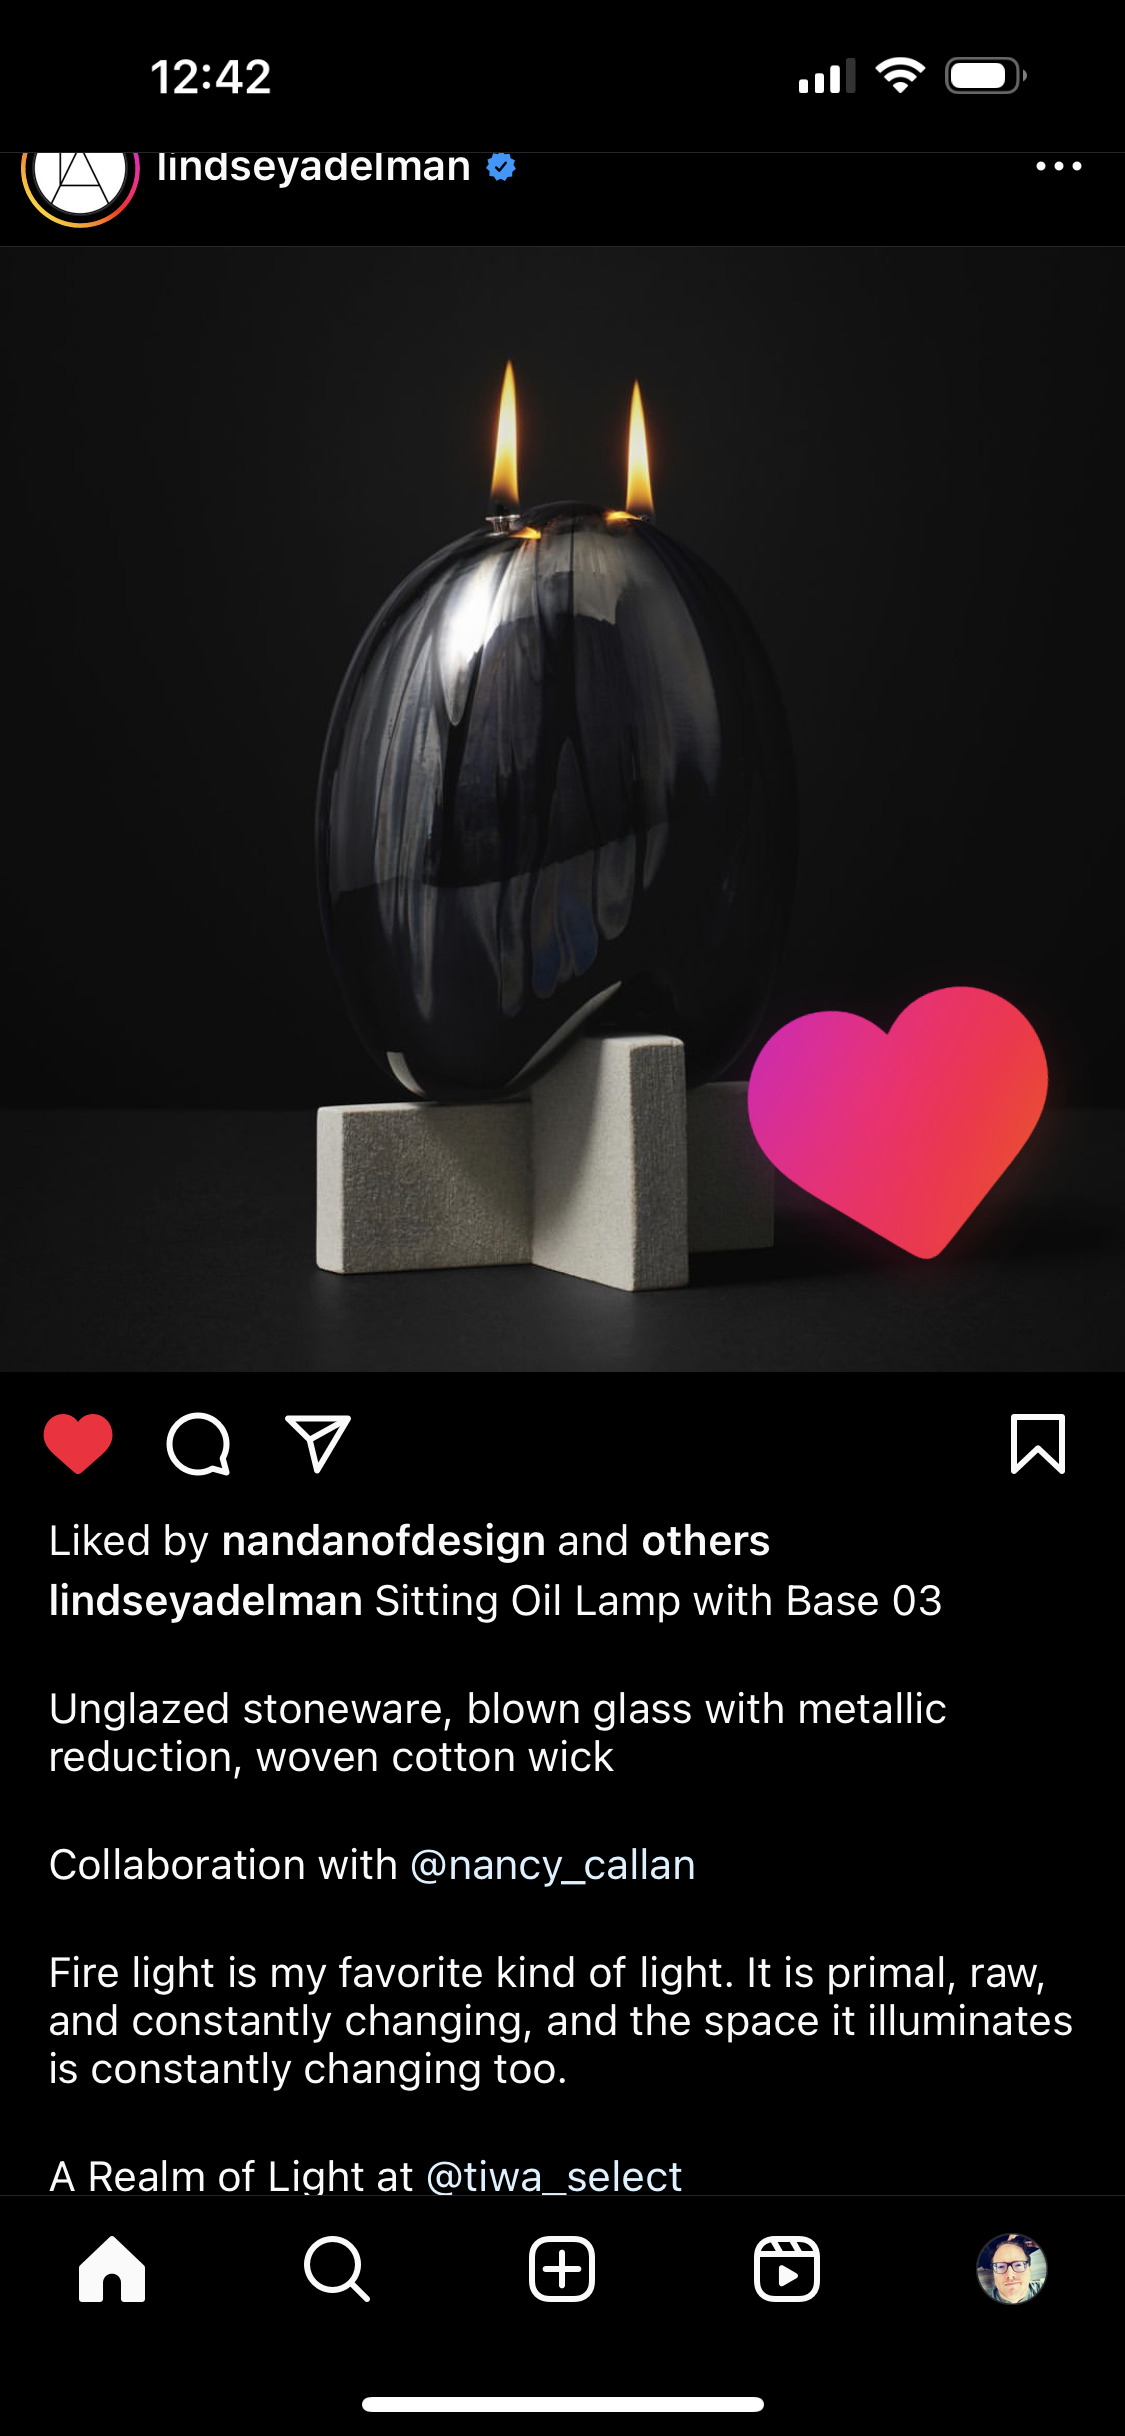 12:42
lindseyadelman
Liked by nandanofdesign and others
lindseyadelman Sitting Oil Lamp with Base 03
Unglazed stoneware, blown glass with metallic
reduction, woven cotton wick
Collaboration with @nancy_callan
Fire light is my favorite kind of light. It is primal, raw,
and constantly changing, and the space it illuminates
is constantly changing too.
A Realm of Light at @tiwa_select